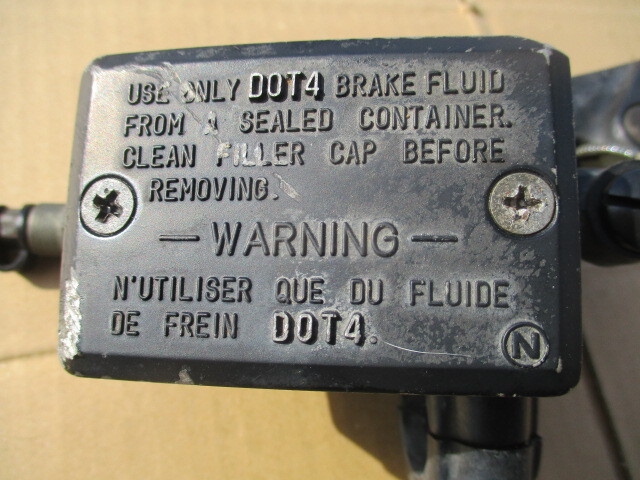 USE ONLY DOT4 BRAKE FLUID
FROM A SEALED CONTAINER.
CLEAN FILLER CAP BEFORE
REMOVING.
— WARNING —
N'UTILISER QUE DU FLUIDE
DE FREIN DOT4.
N